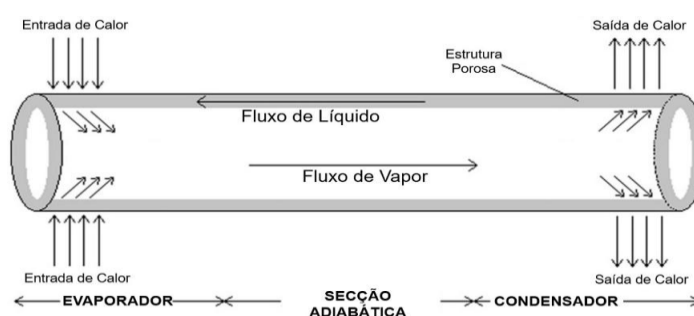 Entrada de Calor
Saída de Calor
Estrutura
Porosa
Fluxo de Líquido
Fluxo de Vapor
Entrada de Calor
Saída de Calor
EVAPORADOR
SECÇÃO
ADIABÁTICA
CONDENSADOR